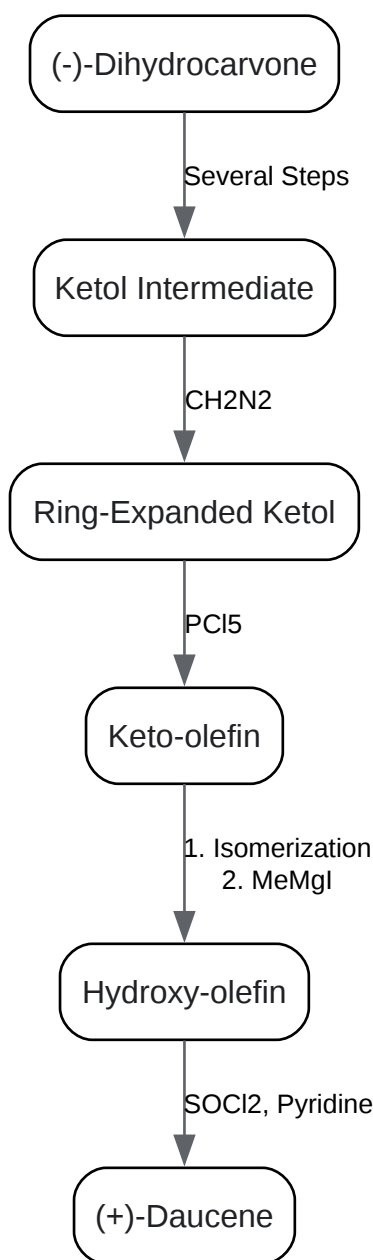 (-)-Dihydrocarvone
Several Steps
Ketol Intermediate
CH2N2
Ring-Expanded Ketol
PCl5
Keto-olefin
1. Isomerization
2. MeMgI
Hydroxy-olefin
SOCl2, Pyridine
(+)-Daucene